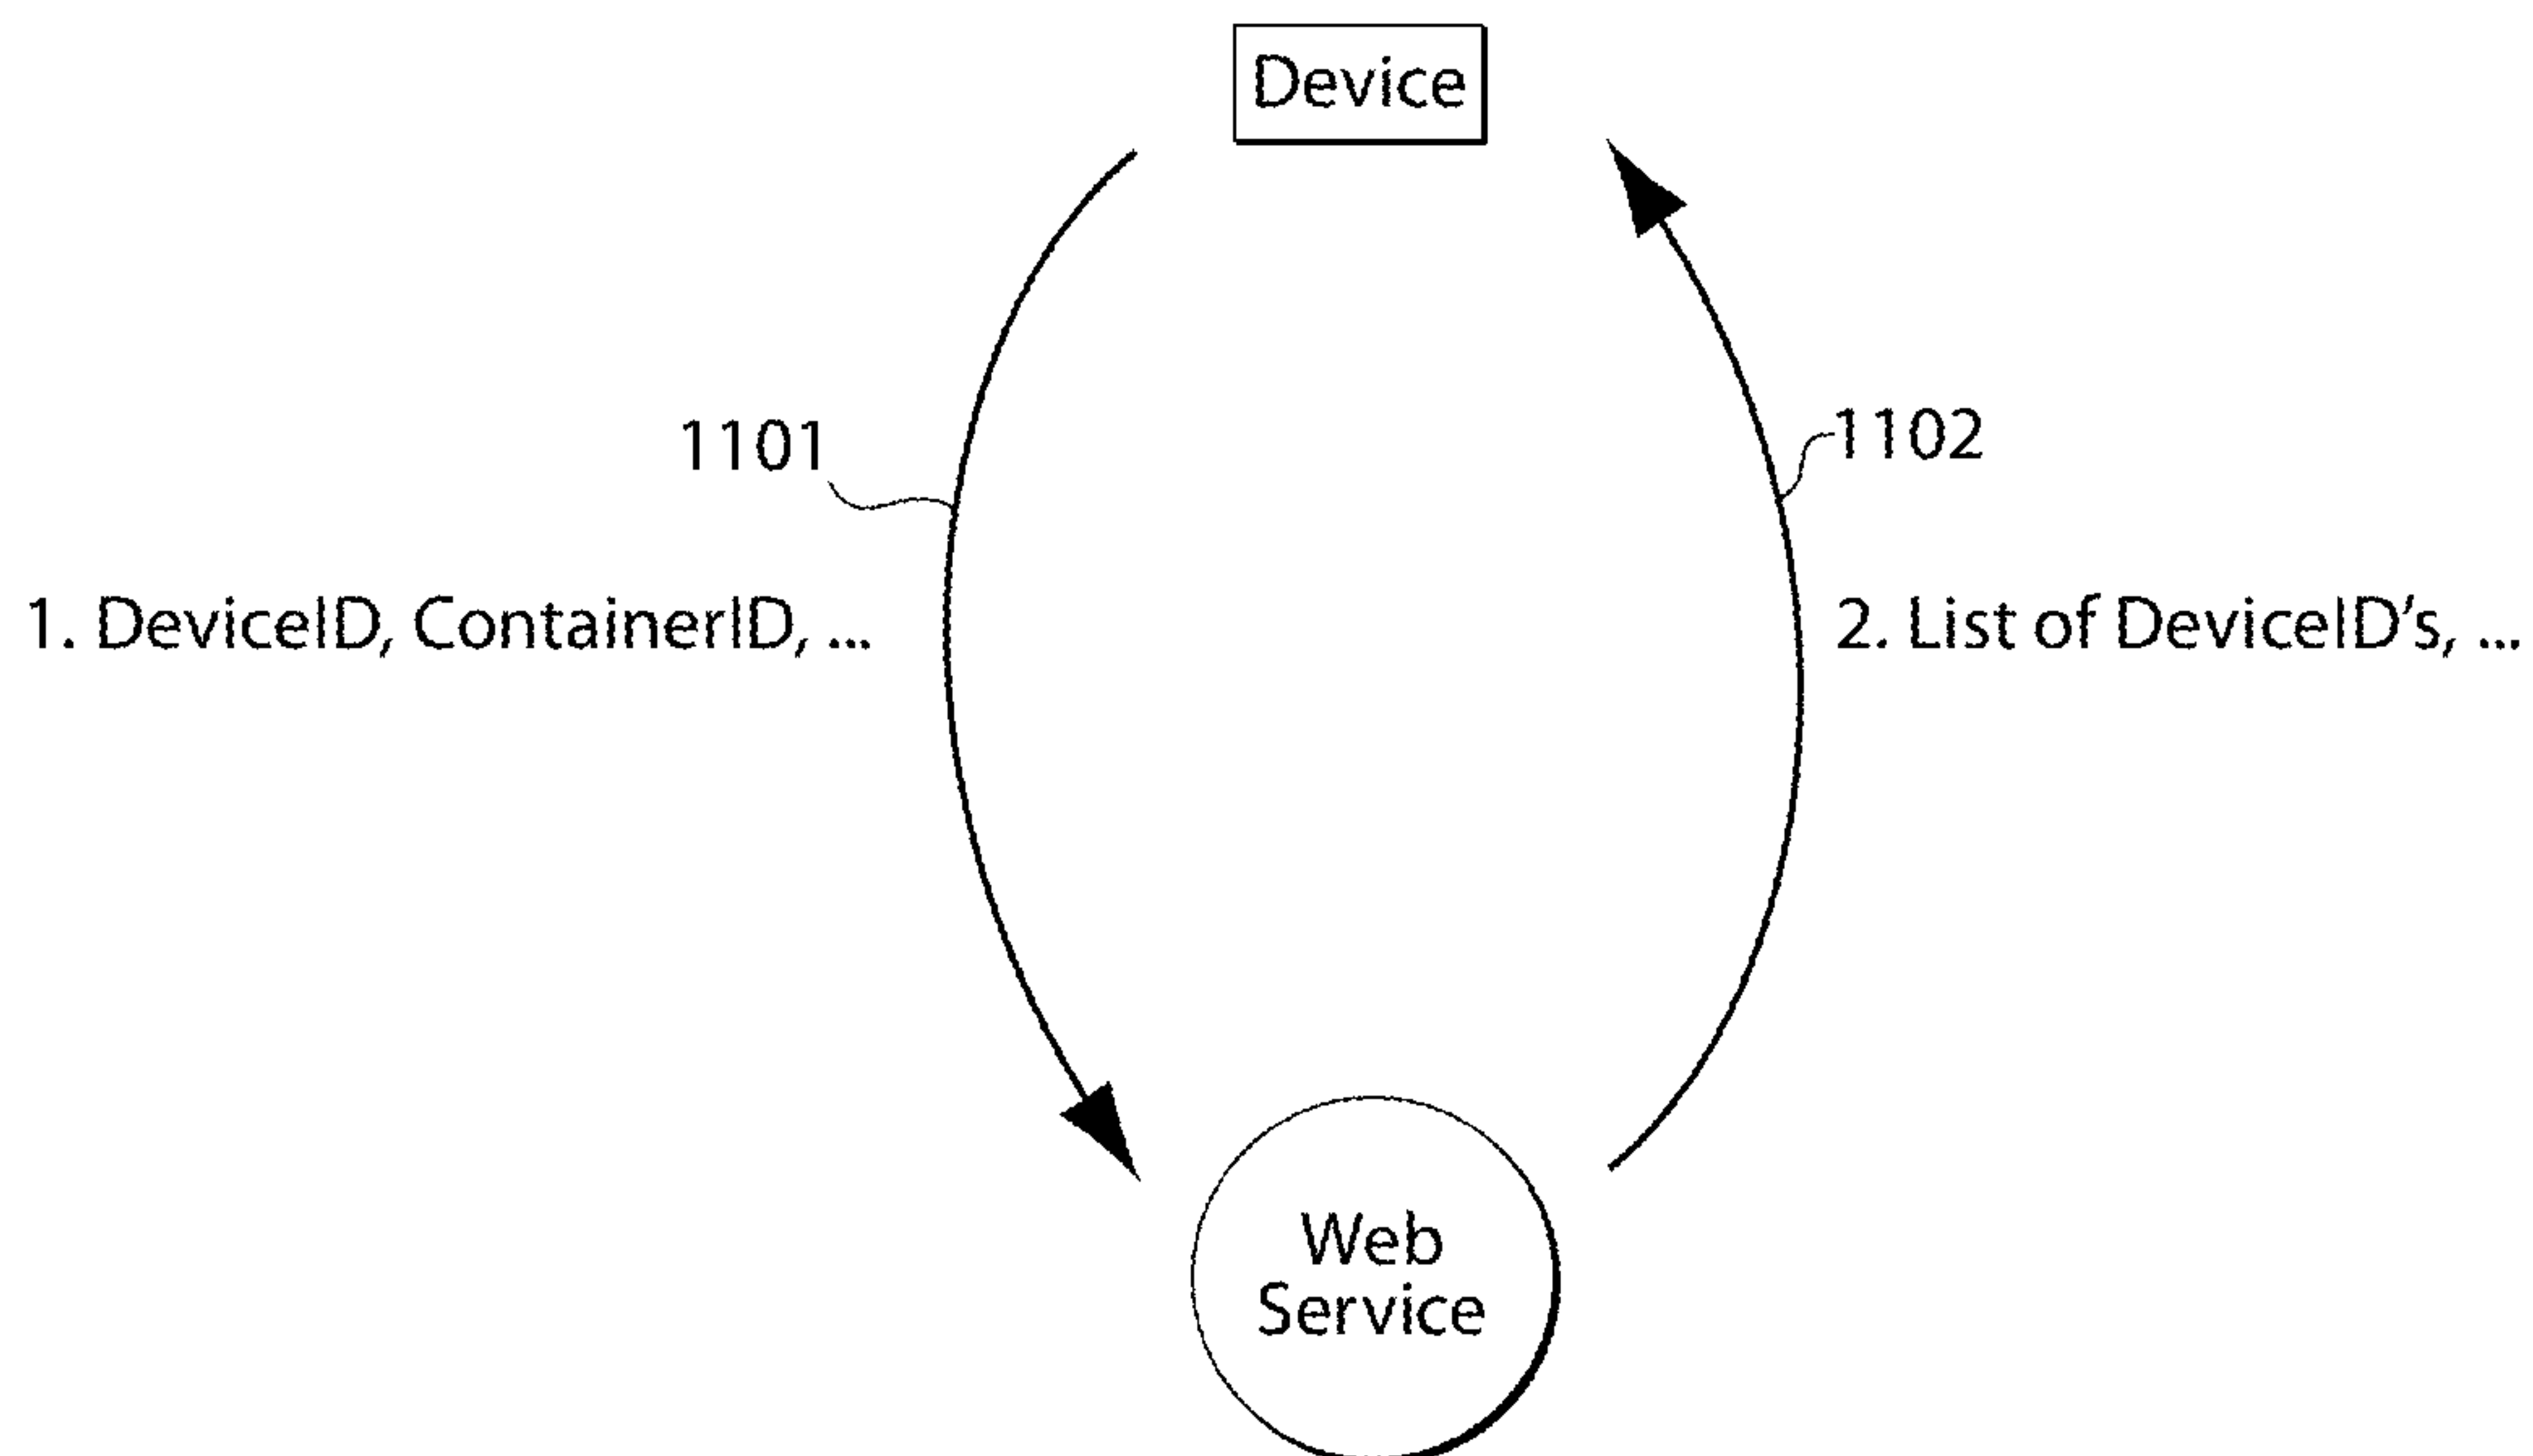 Device
1101
1102
1. DeviceID, ContainerID, ...
2. List of DeviceID's, ...
Web
Service